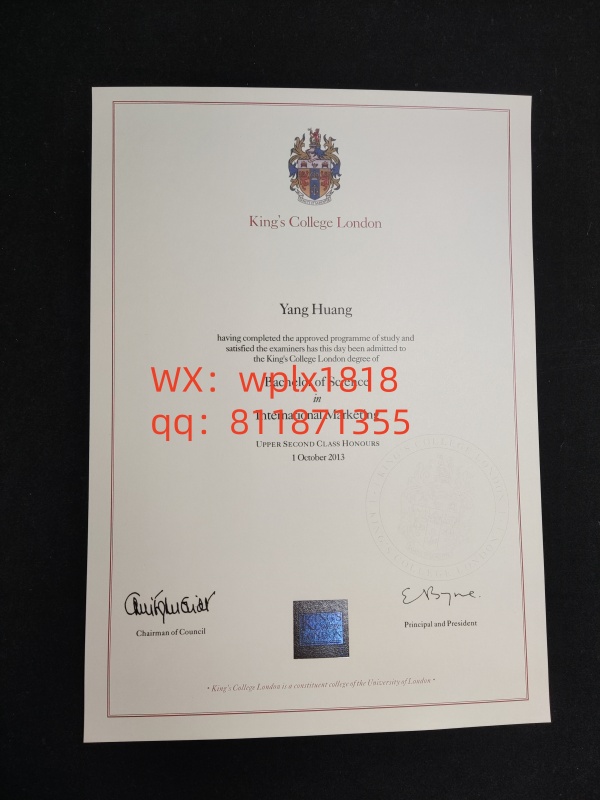 King's College London
Yang Huang
having completed the approved programme of study and
satisfied the examiners has this day been admitted to
the King's College London degree of
Bachelor of Science
WX: wplx1818
in
International Marketing
qq: 811871355
UPPER SECOND CLASS HONOURS
1 October 2013
Chairman of Council
KING'S
College
LONDON
Principal and President
• King's College London is a constituent college of the University of London •